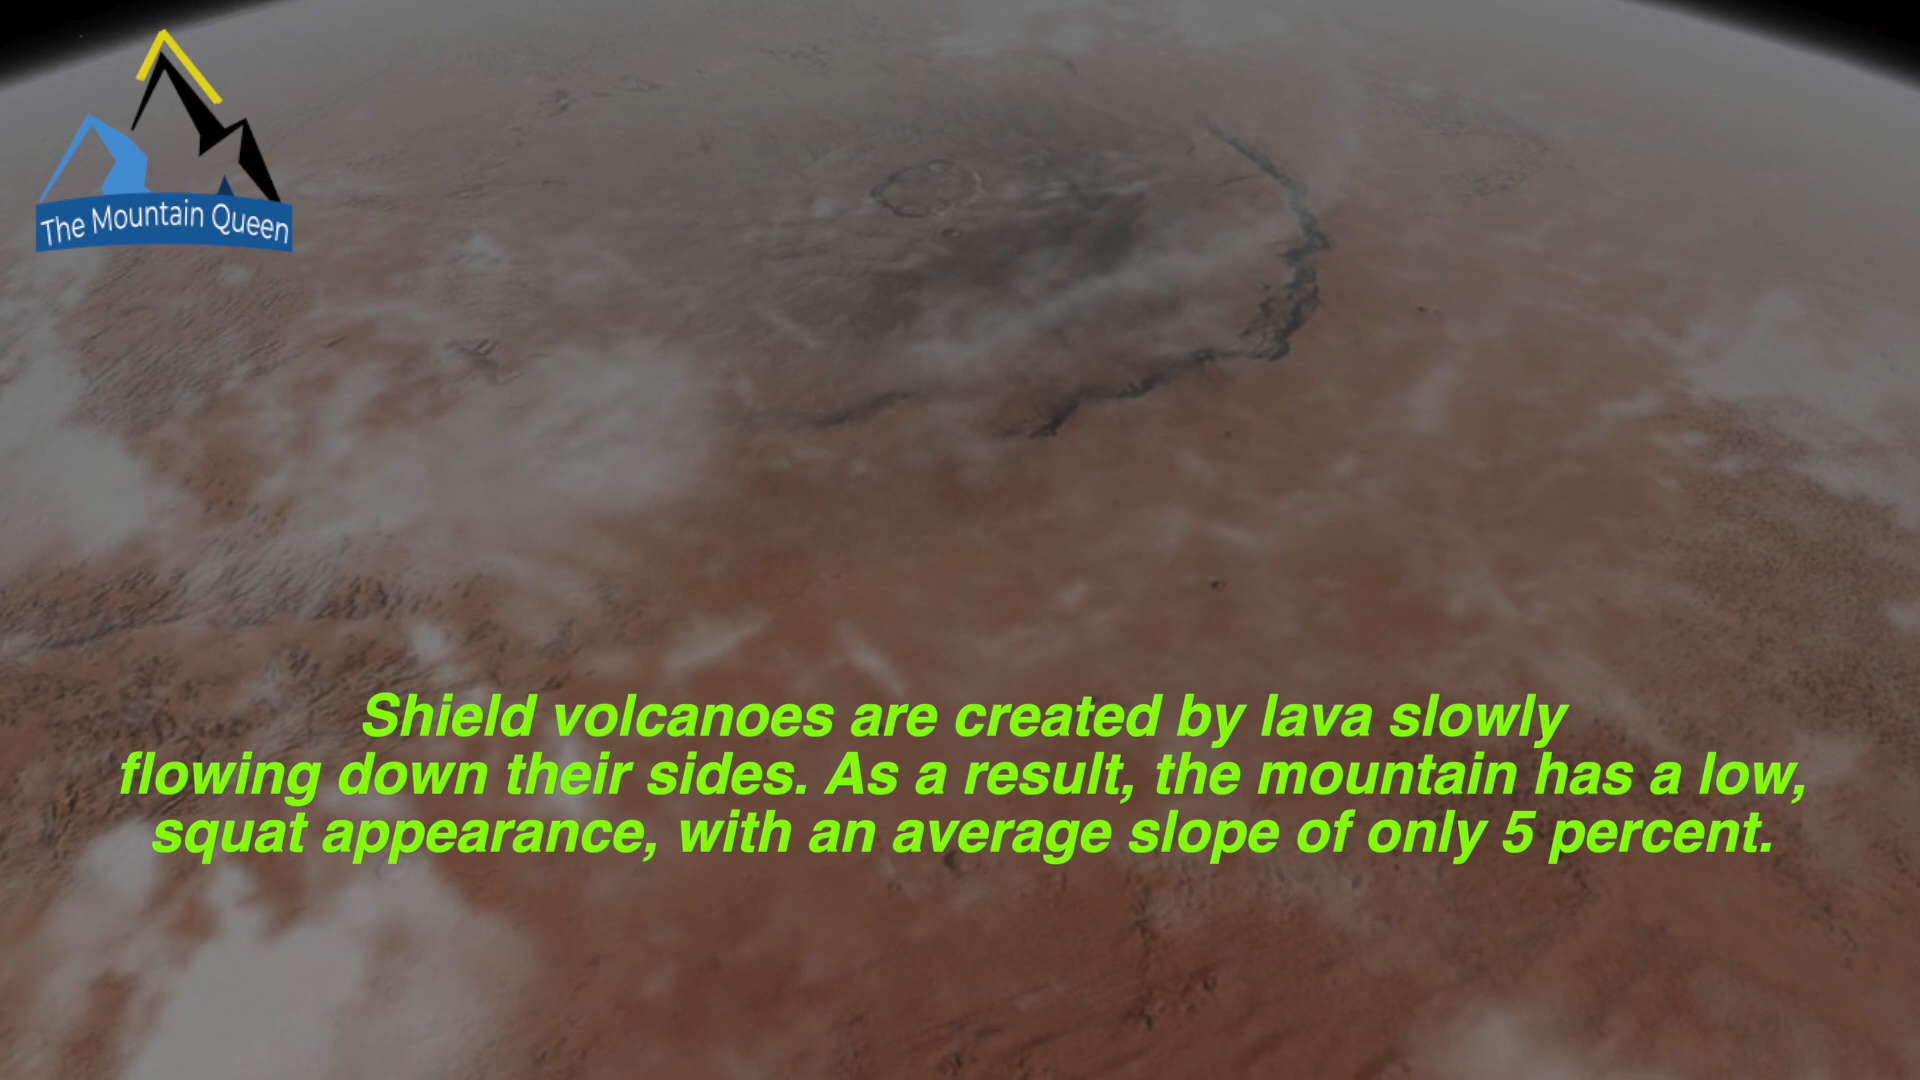 The Mountain Queen
Shield volcanoes are created by lava slowly
flowing down their sides. As a result, the mountain has a low,
squat appearance, with an average slope of only 5 percent.